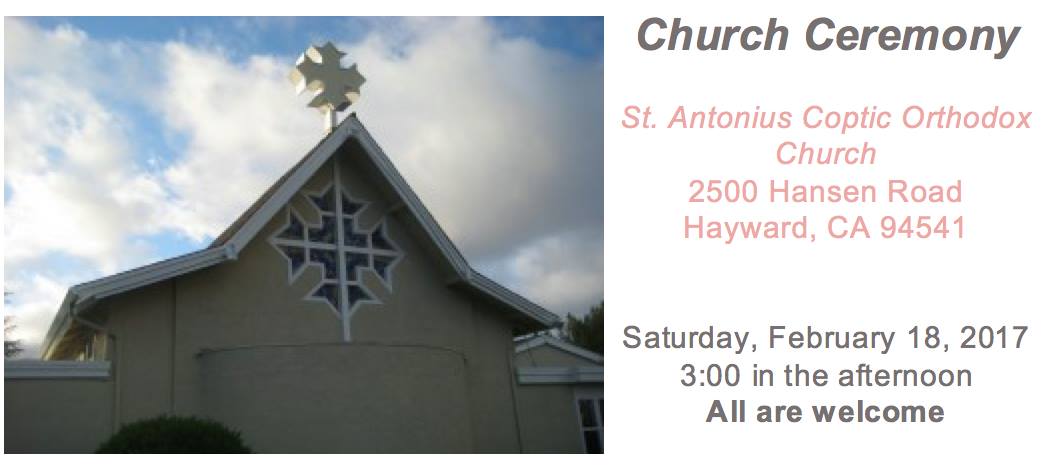 Church Ceremony
St. Antonius Coptic Orthodox
Church
2500 Hansen Road
Hayward, CA 94541
Saturday, February 18, 2017
3:00 in the afternoon
All are welcome